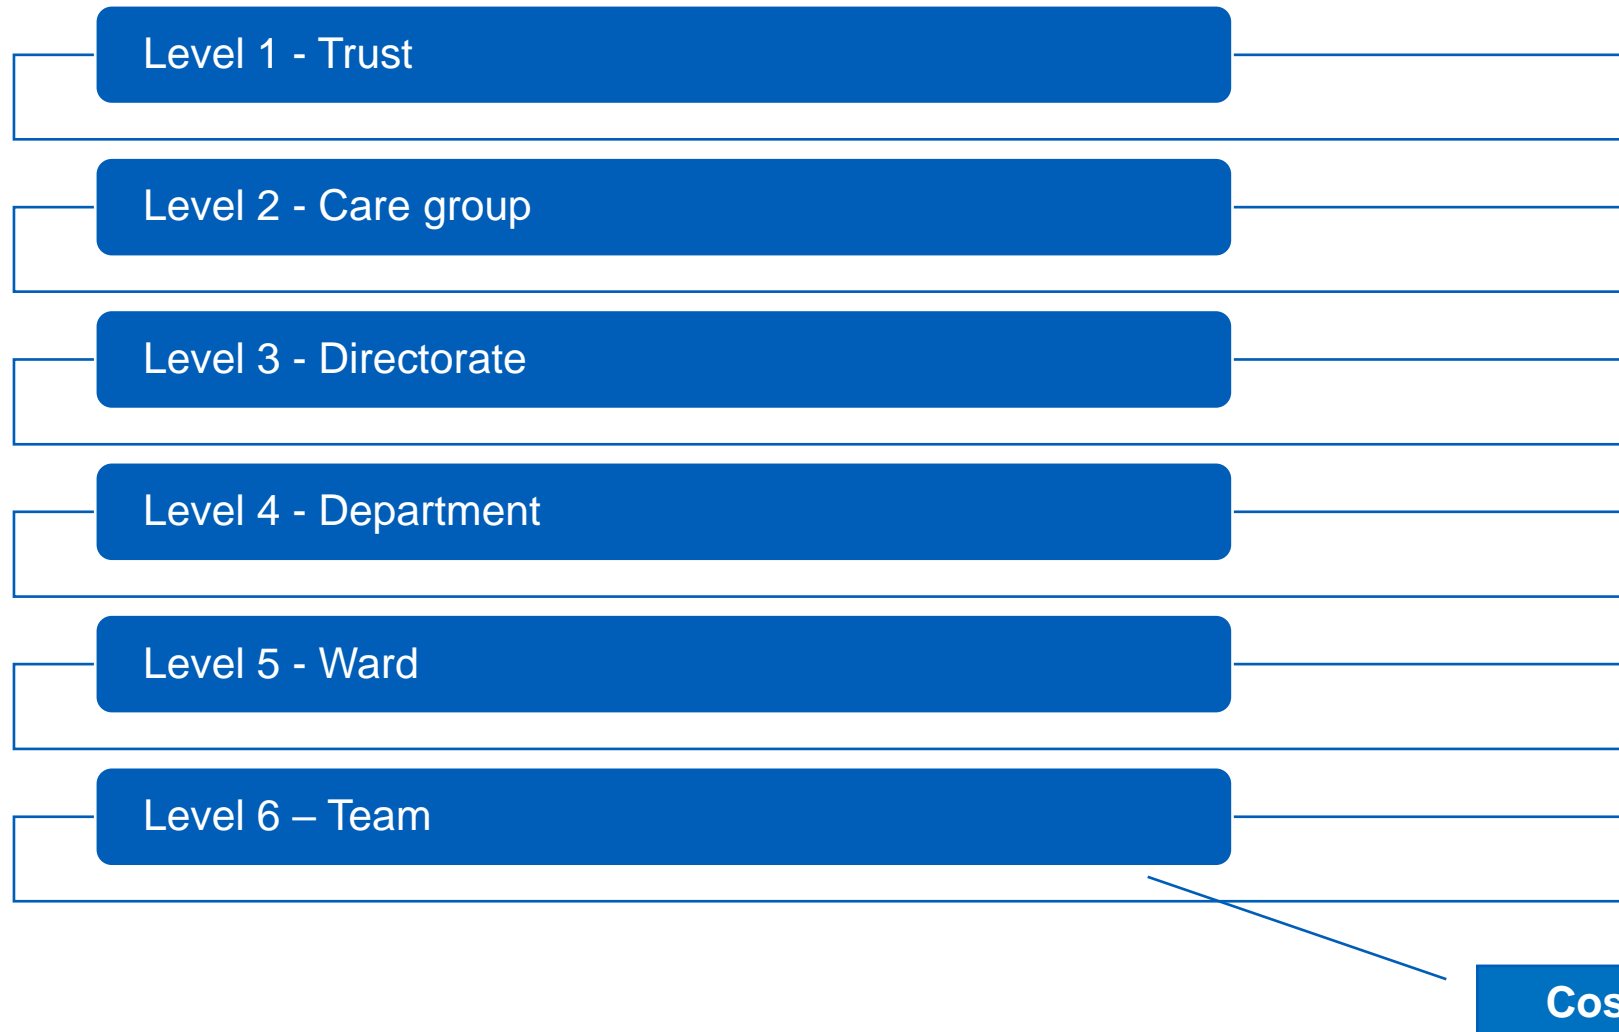 Level 1 - Trust
Level 2 - Care group
Level 3 - Directorate
Level 4 - Department
Level 5 - Ward
Level 6 – Team